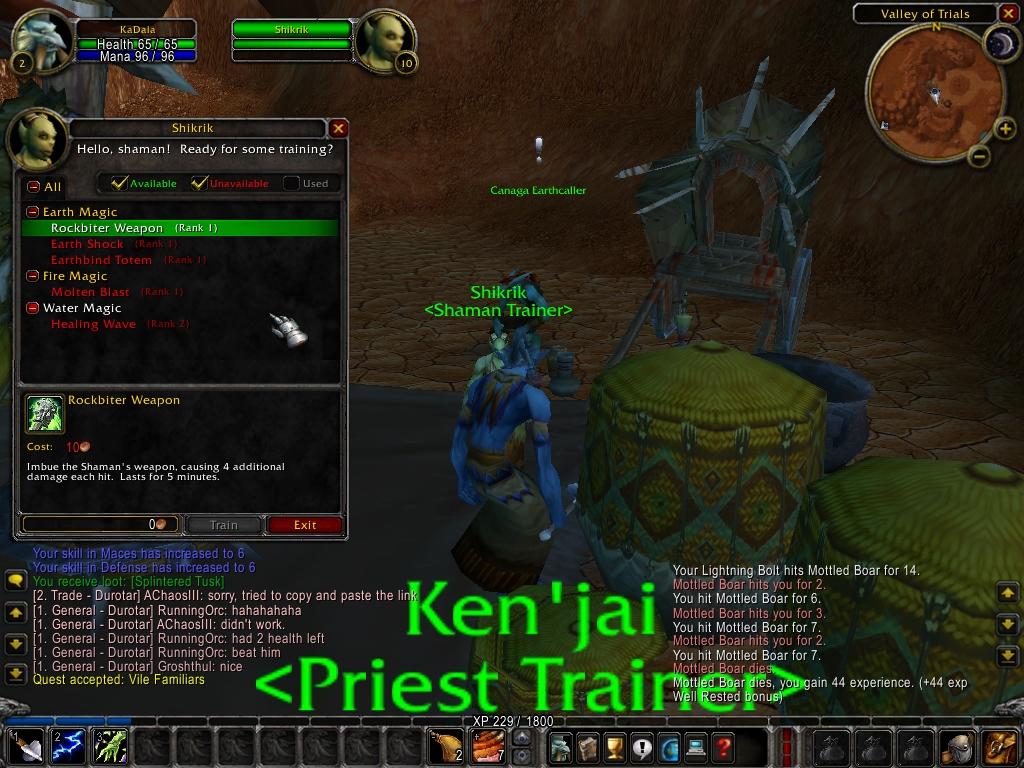 KaDala
Health 65 / 65
Mana 96 / 96
2
Shikrik
10
Valley of Trials
N
Shikrik
Hello, shaman! Ready for some training?
All
Available
Unavailable
Used
Earth Magic
Rockbiter Weapon (Rank 1)
Earth Shock (Rank 1)
Earthbind Totem (Rank 1)
Fire Magic
Molten Blast (Rank 1)
Water Magic
Healing Wave (Rank 2)
Rockbiter Weapon
Cost: 10
Imbue the Shaman's weapon, causing 4 additional
damage each hit. Lasts for 5 minutes.
0
Train
Exit
Canaga Earthcaller
Shikrik
<Shaman Trainer>
Ken'jai
<Priest Trainer>
Your skill in Maces has increased to 6
Your skill in Defense has increased to 6
You receive loot: [Splintered Tusk]
[2. Trade - Durotar] AChaosIII: sorry, tried to copy and paste the link
[1. General - Durotar] RunningOrc: hahahahaha
[1. General - Durotar] AChaosIII: didn't work.
[1. General - Durotar] RunningOrc: had 2 health left
[1. General - Durotar] RunningOrc: beat him
[1. General - Durotar] Groshthul: nice
Quest accepted: Vile Familiars
Your Lightning Bolt hits Mottled Boar for 14.
Mottled Boar hits you for 2.
You hit Mottled Boar for 6.
Mottled Boar hits you for 3.
You hit Mottled Boar for 7.
Mottled Boar hits you for 2.
You hit Mottled Boar for 7.
Mottled Boar dies.
Mottled Boar dies, you gain 44 experience. (+44 exp
Well Rested bonus)
XP 229 / 1800
1
2
3
2
7